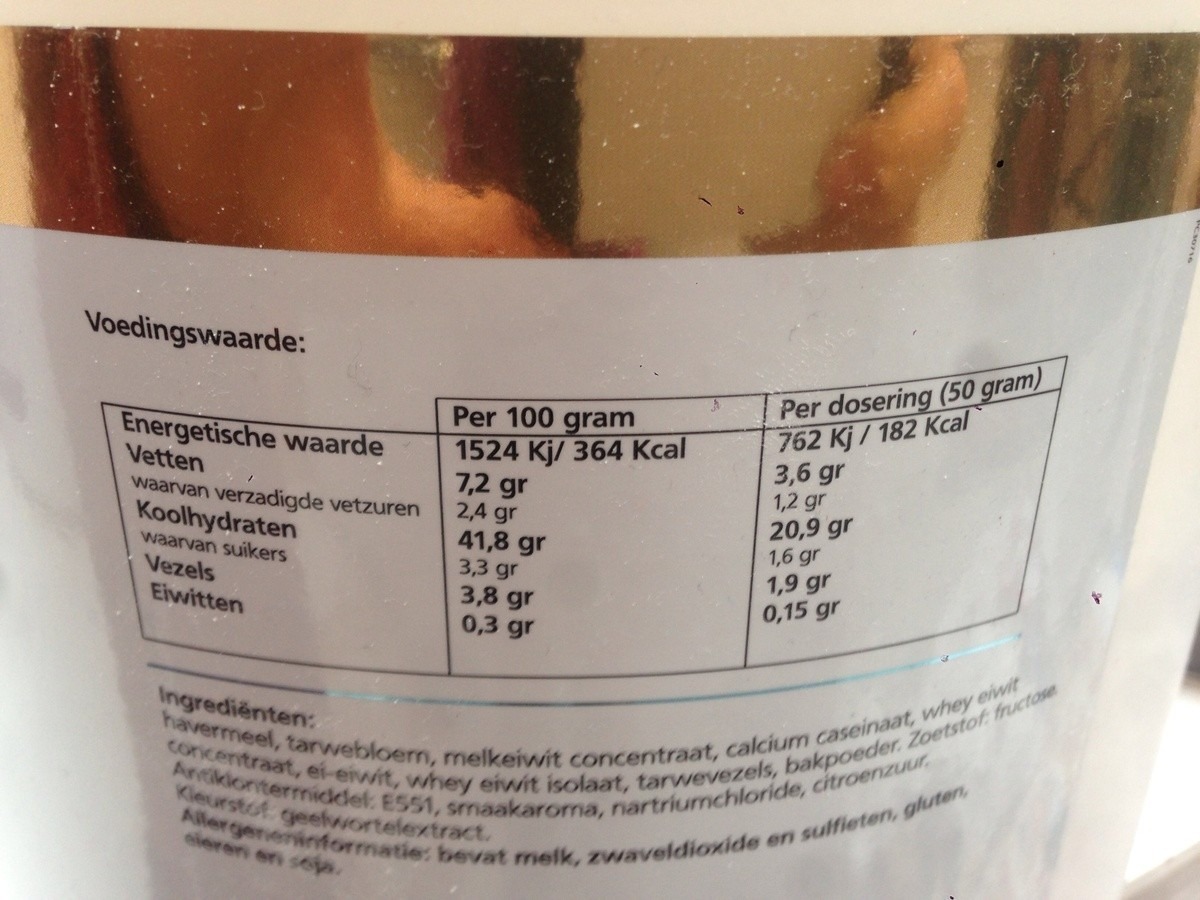 Voedingswaarde:
Per 100 gram Per dosering (50 gram)
Energetische waarde 1524 Kj/ 364 Kcal 762 Kj / 182 Kcal
Vetten 7,2 gr 3,6 gr
waarvan verzadigde vetzuren 2,4 gr 1,2 gr
Koolhydraten 41,8 gr 20,9 gr
waarvan suikers 3,3 gr 1,6 gr
Vezels 3,8 gr 1,9 gr
Eiwitten 0,3 gr 0,15 gr
Ingrediënten:
havermeel, tarwebloem, melkeiwit concentraat, calcium caseinaat, whey eiwit
concentraat, ei-eiwit, whey eiwit isolaat, tarwevezels, bakpoeder. Zoetstof: fructose.
Antiklontermiddel: E551, smaakaroma, nartriumchloride, citroenzuur.
Kleurstof: geelwortelextract.
Allergeneninformatie: bevat melk, zwaveldioxide en sulfieten, gluten,
eieren en soja.